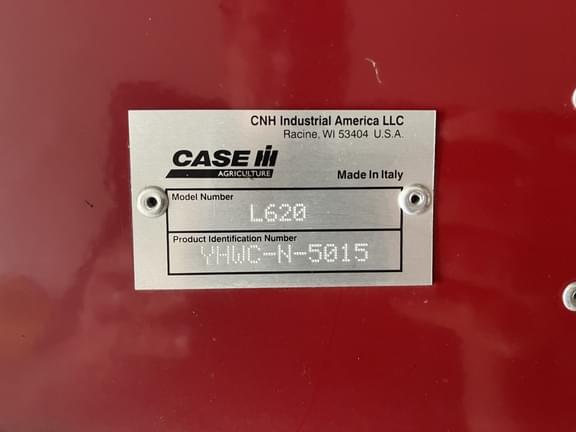 CNH Industrial America LLC
Racine, WI 53404 U.S.A.
CASE IH
AGRICULTURE
Made In Italy
Model Number
L620
Product Identification Number
YHWC-N-5015